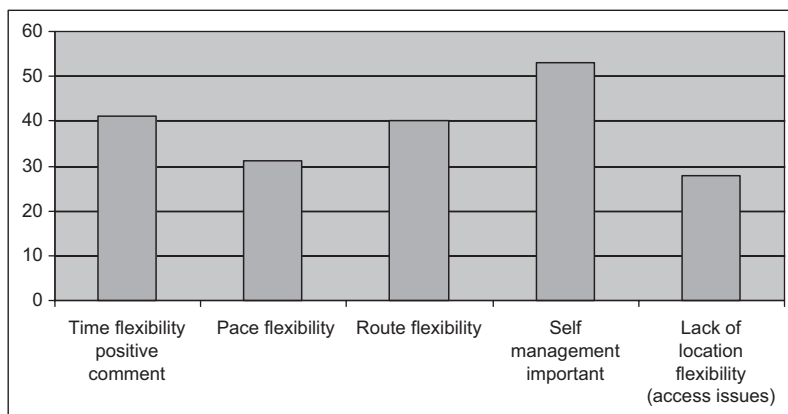 60
50
40
30
20
10
0
Time flexibility
positive
comment
Pace flexibility
Route flexibility
Self
management
important
Lack of
location
flexibility
(access issues)